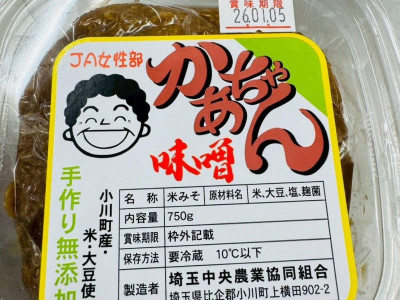 賞味期限
26.01.05
JA女性部
かあちゃん
味噌
小川町産・
米・大豆使
手作り無添加
名 称 米みそ 原材料名 米、大豆、塩、麹菌
内容量 750g
賞味期限 枠外記載
保存方法 要冷蔵 10℃以下
製造者 埼玉中央農業協同組合
埼玉県比企郡小川町上横田902-2